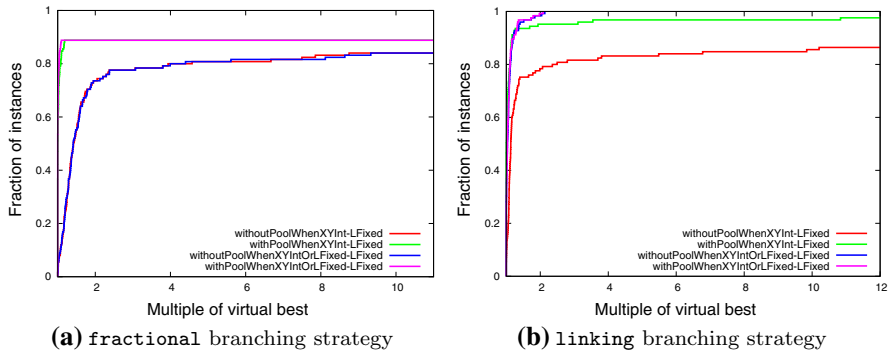 1
0.8
0.6
0.4
0.2
0
2
4
6
8
10
Fraction of instances
Multiple of virtual best
withoutPoolWhenXYInt-LFixed
withPoolWhenXYInt-LFixed
withoutPoolWhenXYIntOrLFixed-LFixed
withPoolWhenXYIntOrLFixed-LFixed
(a) fractional branching strategy
1
0.8
0.6
0.4
0.2
0
2
4
6
8
10
12
Fraction of instances
Multiple of virtual best
withoutPoolWhenXYInt-LFixed
withPoolWhenXYInt-LFixed
withoutPoolWhenXYIntOrLFixed-LFixed
withPoolWhenXYIntOrLFixed-LFixed
(b) linking branching strategy